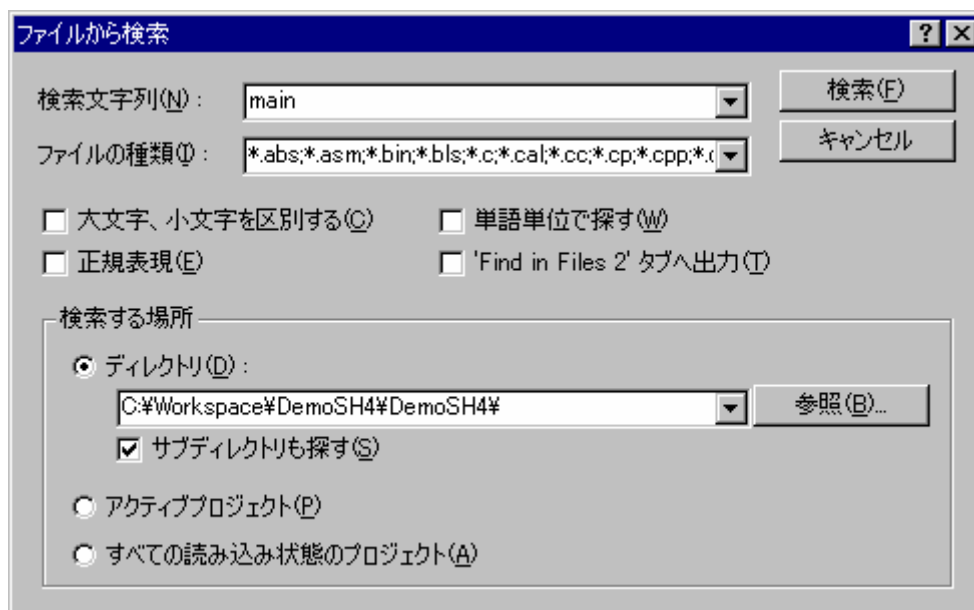 ファイルから検索
検索文字列(N) : main 検索(F)
ファイルの種類(I) : *.abs;*.asm;*.bin;*.bls;*.c;*.cal;*.cc;*.cp;*.cpp;*. キャンセル
大文字、小文字を区別する(C) 単語単位で探す(W)
正規表現(E) 'Find in Files 2' タブへ出力(T)
検索する場所
ディレクトリ(D) :
C:¥Workspace¥DemoSH4¥DemoSH4¥ 参照(B)...
サブディレクトリも探す(S)
アクティブプロジェクト(P)
すべての読み込み状態のプロジェクト(A)